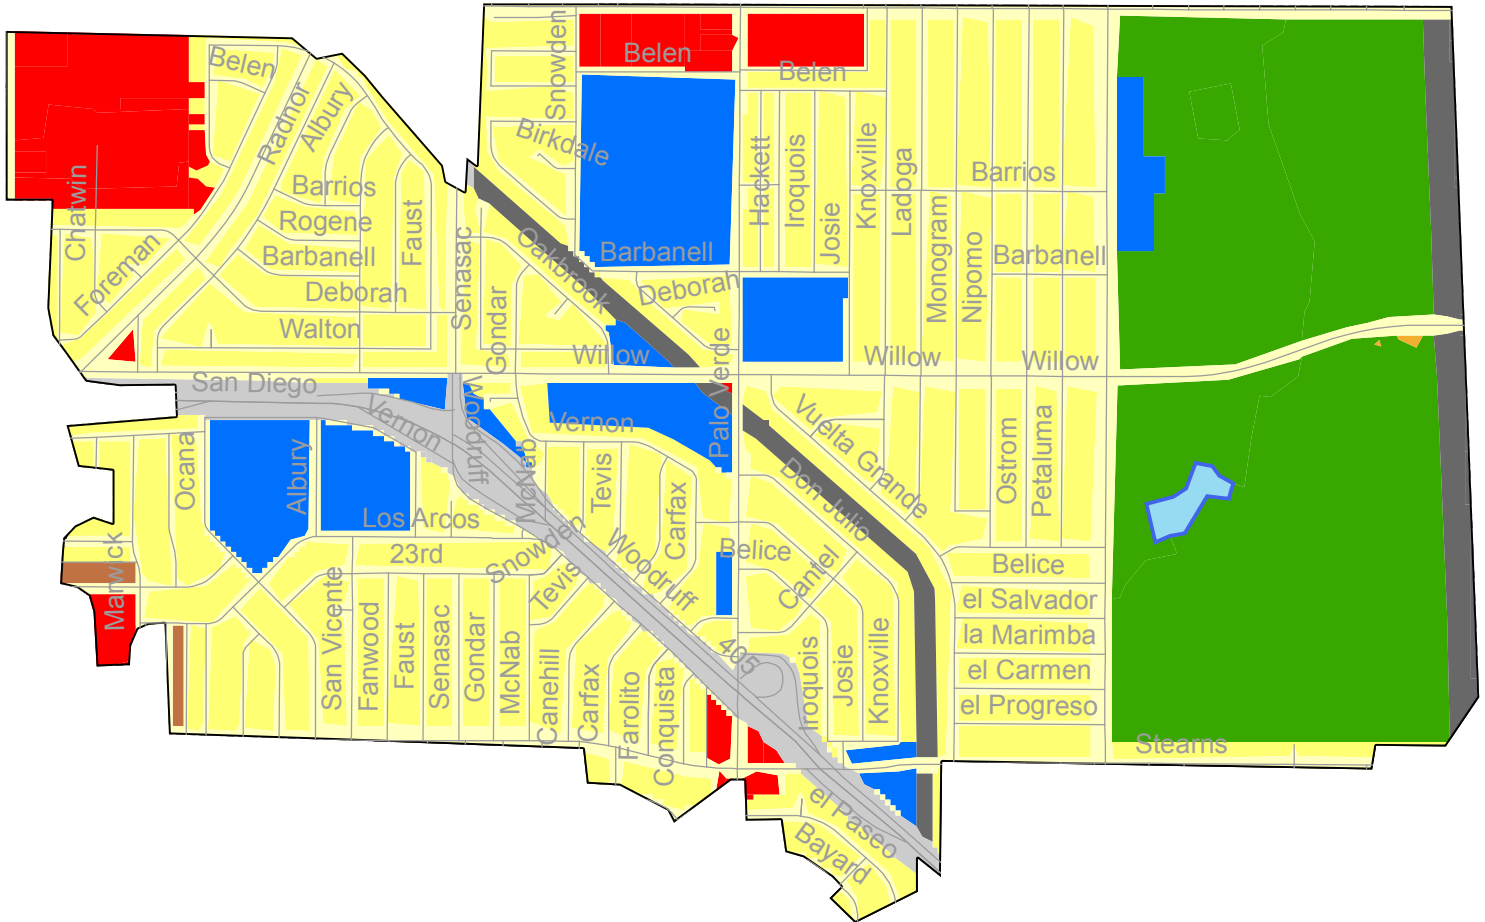 Belen
Snowden
Belen
Belen
Radnor
Albury
Birkdale
Barrios
Rogene
Barbanell
Deborah
Walton
Faust
Chatwin
Foreman
Senasac
Gondar
Oakbrook
Barbanell
Deborah
Hackett
Iroquois
Josie
Knoxville
Ladoga
Monogram
Nipomo
Barrios
Barbanell
Willow
Willow
Willow
Palo Verde
San Diego
Vernon
Woodruff
McNab
Vernon
Vuelta Grande
Don Julio
Ostrom
Petaluma
Ocana
Albury
Los Arcos
23rd
Snowden
Tevis
Tevis
Carfax
Woodruff
Belice
Cantel
Belice
el Salvador
la Marimba
el Carmen
el Progreso
Stearns
Marwick
San Vicente
Fanwood
Faust
Senasac
Gondar
McNab
Canehill
Carfax
Farolito
Conquista
405
Iroquois
Josie
Knoxville
el Paseo
Bayard